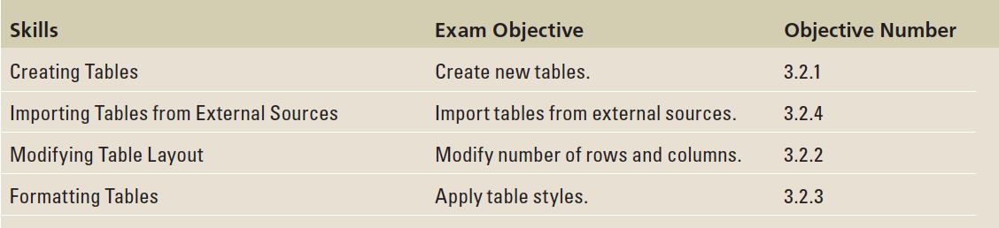 Skills Exam Objective Objective Number
Creating Tables Create new tables. 3.2.1
Importing Tables from External Sources Import tables from external sources. 3.2.4
Modifying Table Layout Modify number of rows and columns. 3.2.2
Formatting Tables Apply table styles. 3.2.3